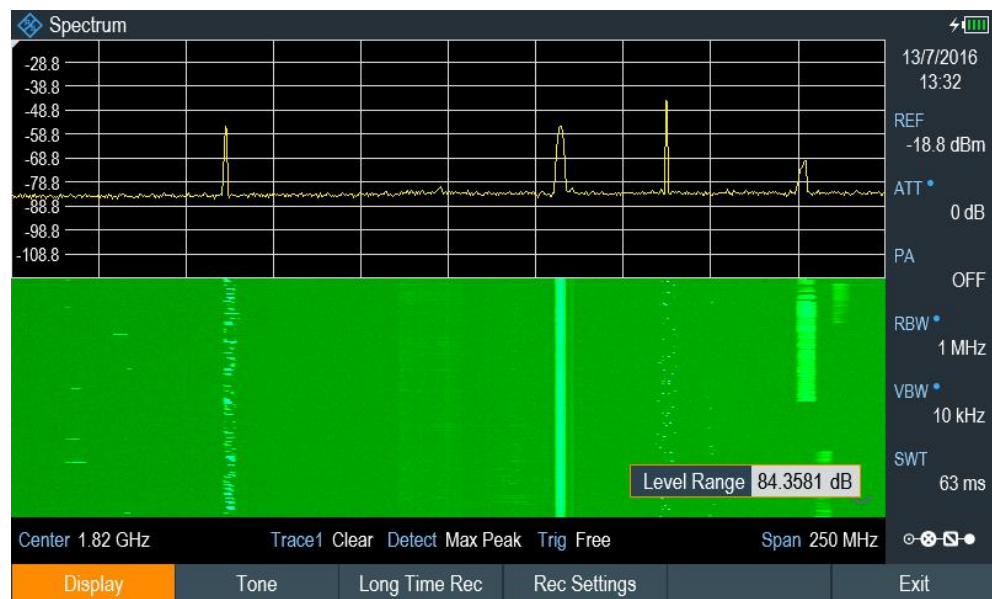 Spectrum
-28.8
-38.8
-48.8
-58.8
-68.8
-78.8
-88.8
-98.8
-108.8
13/7/2016
13:32
REF
-18.8 dBm
ATT
0 dB
PA
OFF
RBW
1 MHz
VBW
10 kHz
SWT
63 ms
Level Range 84.3581 dB
Center 1.82 GHz Trace1 Clear Detect Max Peak Trig Free Span 250 MHz
Display Tone Long Time Rec Rec Settings Exit